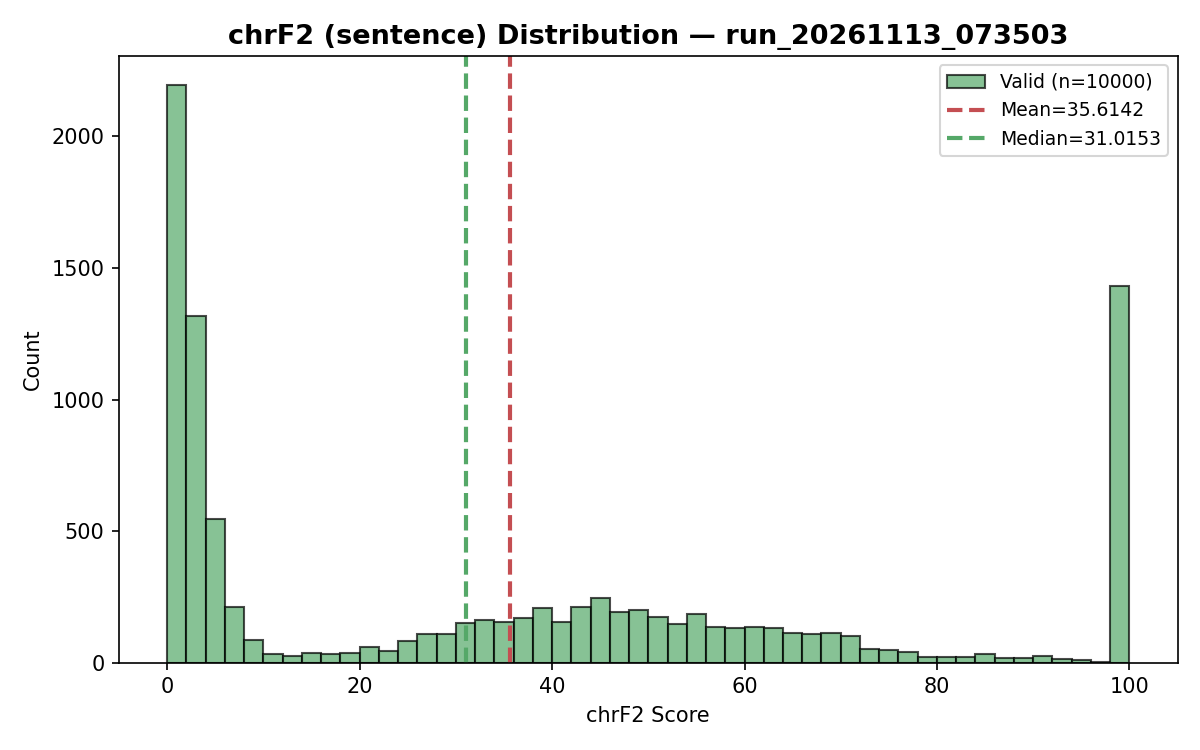 chrF2 (sentence) Distribution — run_20261113_073503
Valid (n=10000)
Mean=35.6142
Median=31.0153
Count
2000
1500
1000
500
0
0 20 40 60 80 100
chrF2 Score